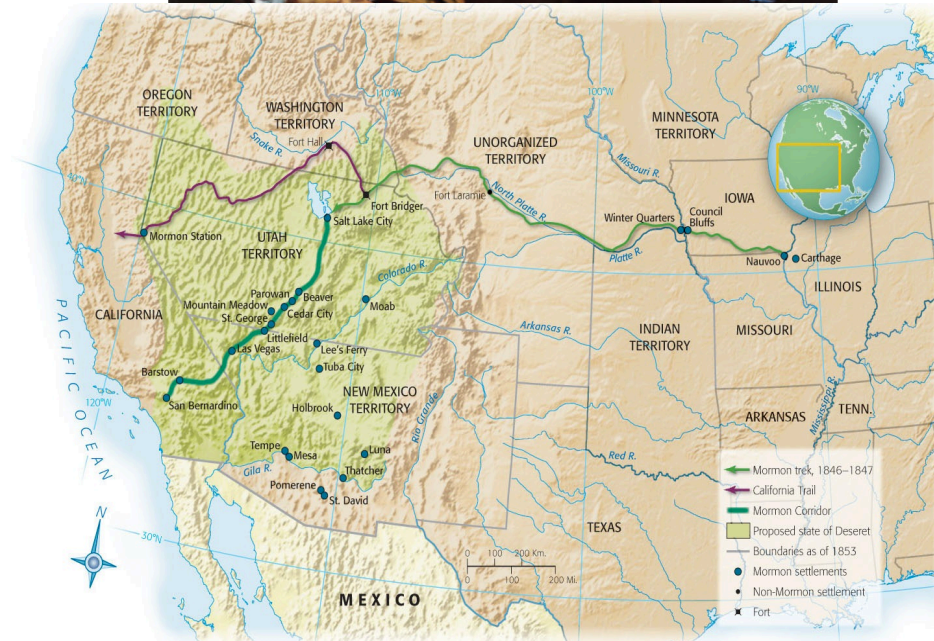 OREGON
TERRITORY
WASHINGTON
TERRITORY
Fort Hall
Snake R.
110°W
100°W
90°W
UNORGANIZED
TERRITORY
MINNESOTA
TERRITORY
Missouri R.
40°N
Fort Laramie
North Platte R.
Fort Bridger
IOWA
Winter Quarters
Council
Bluffs
Salt Lake City
Mormon Station
UTAH
TERRITORY
Platte R.
Nauvoo
Carthage
ILLINOIS
Colorado R.
Parowan
Beaver
Moab
Mountain Meadow
Cedar City
St. George
CALIFORNIA
PACIFIC OCEAN
Littlefield
Las Vegas
Lee's Ferry
Tuba City
Arkansas R.
INDIAN
TERRITORY
MISSOURI
Barstow
San Bernardino
120°W
NEW MEXICO
TERRITORY
Holbrook
Rio Grande
ARKANSAS
Mississippi R.
TENN.
Tempe
Mesa
Luna
Gila R.
Thatcher
Pomerene
St. David
Red R.
TEXAS
N
30°N
MEXICO
0 100 200 Km.
0 100 200 Mi.
Mormon trek, 1846–1847
California Trail
Mormon Corridor
Proposed state of Deseret
Boundaries as of 1853
Mormon settlements
Non-Mormon settlement
Fort